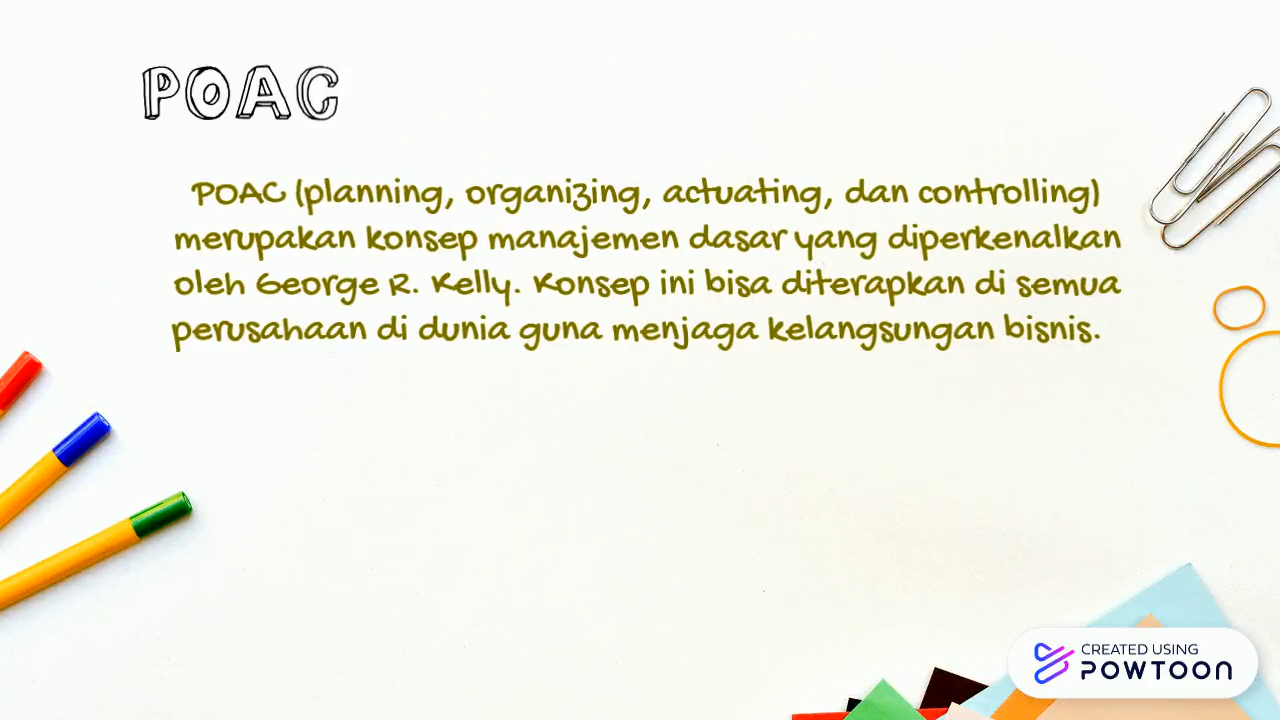 POAC
POAC (planning, organizing, actuating, dan controlling)
merupakan konsep manajemen dasar yang diperkenalkan
oleh George R. Kelly. Konsep ini bisa diterapkan di semua
perusahaan di dunia guna menjaga kelangsungan bisnis.
CREATED USING
POWTOON